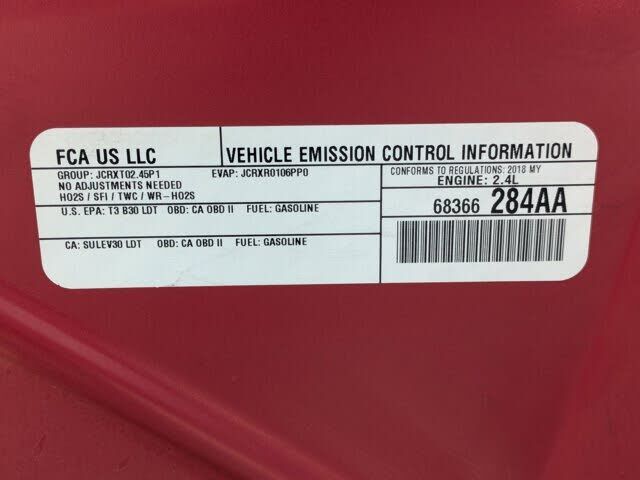 FCA US LLC
VEHICLE EMISSION CONTROL INFORMATION
GROUP: JCRXT02.45P1 EVAP: JCRXR0106PP0
NO ADJUSTMENTS NEEDED
HO2S / SFI / TWC / WR-HO2S
CONFORMS TO REGULATIONS: 2018 MY
ENGINE: 2.4L
U.S. EPA: T3 B30 LDT OBD: CA OBD II FUEL: GASOLINE
68366 284AA
CA: SULEV30 LDT OBD: CA OBD II FUEL: GASOLINE